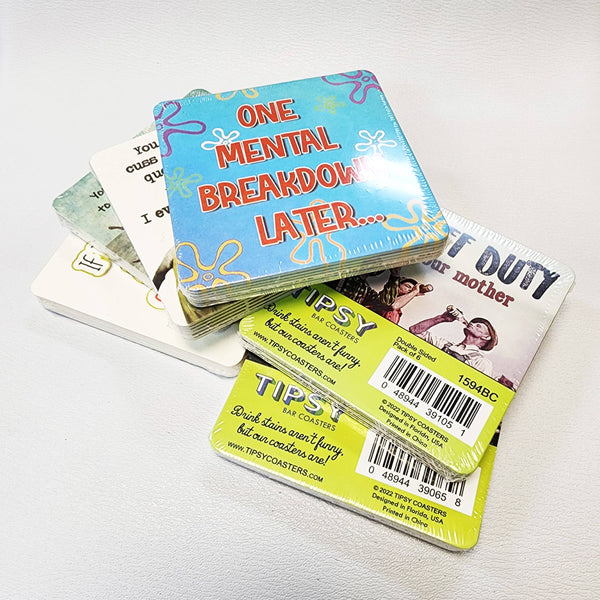 ONE
MENTAL
BREAKDOWN
LATER...
You
cuss
que
I ev
Yo
to
If
FF DUTY
ur mother
TIPSY
BAR COASTERS
Drink stains aren't funny,
but our coasters are!
WWW.TIPSYCOASTERS.COM
Double Sided
Pack of 6
1594BC
0 48944 39105 1
© 2022 TIPSY COASTERS
Designed in Florida, USA
Printed in China
TIPSY
BAR COASTERS
Drink stains aren't funny,
but our coasters are!
WWW.TIPSYCOASTERS.COM
0 48944 39065 8
© 2022 TIPSY COASTERS
Designed in Florida, USA
Printed in China